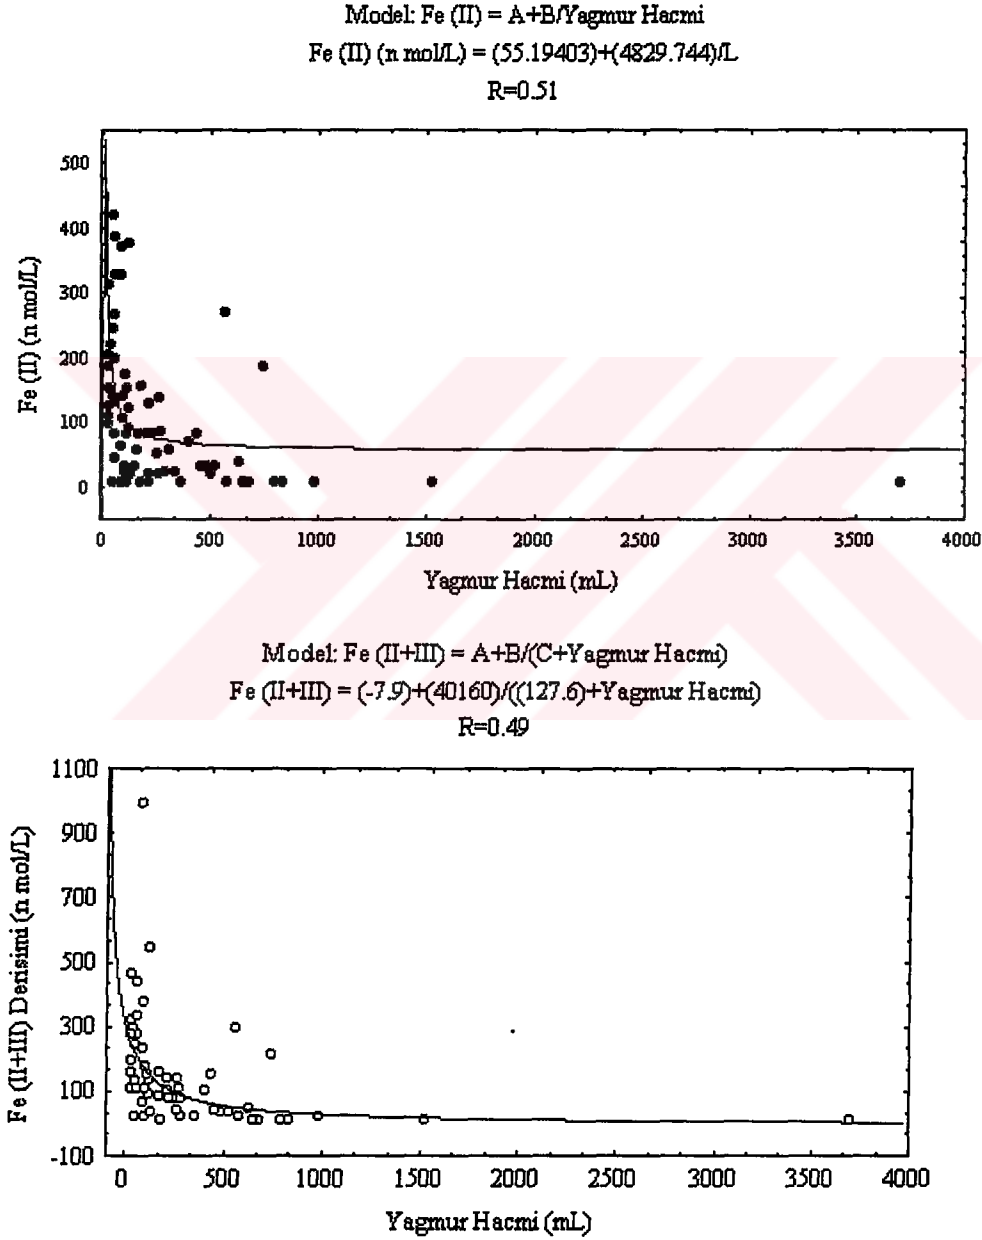 Model: Fe (II) = A+B/Yagmur Hacmi
Fe (II) (n mol/L) = (55.19403)+(4829.744)/L
R=0.51
Fe (II) (n mol/L)
500
400
300
200
100
0
0 500 1000 1500 2000 2500 3000 3500 4000
Yagmur Hacmi (mL)
Model: Fe (II+III) = A+B/(C+Yagmur Hacmi)
Fe (II+III) = (-7.9)+(40160)/((127.6)+Yagmur Hacmi)
R=0.49
Fe (II+III) Derisimi (n mol/L)
1100
900
700
500
300
100
-100
0 500 1000 1500 2000 2500 3000 3500 4000
Yagmur Hacmi (mL)